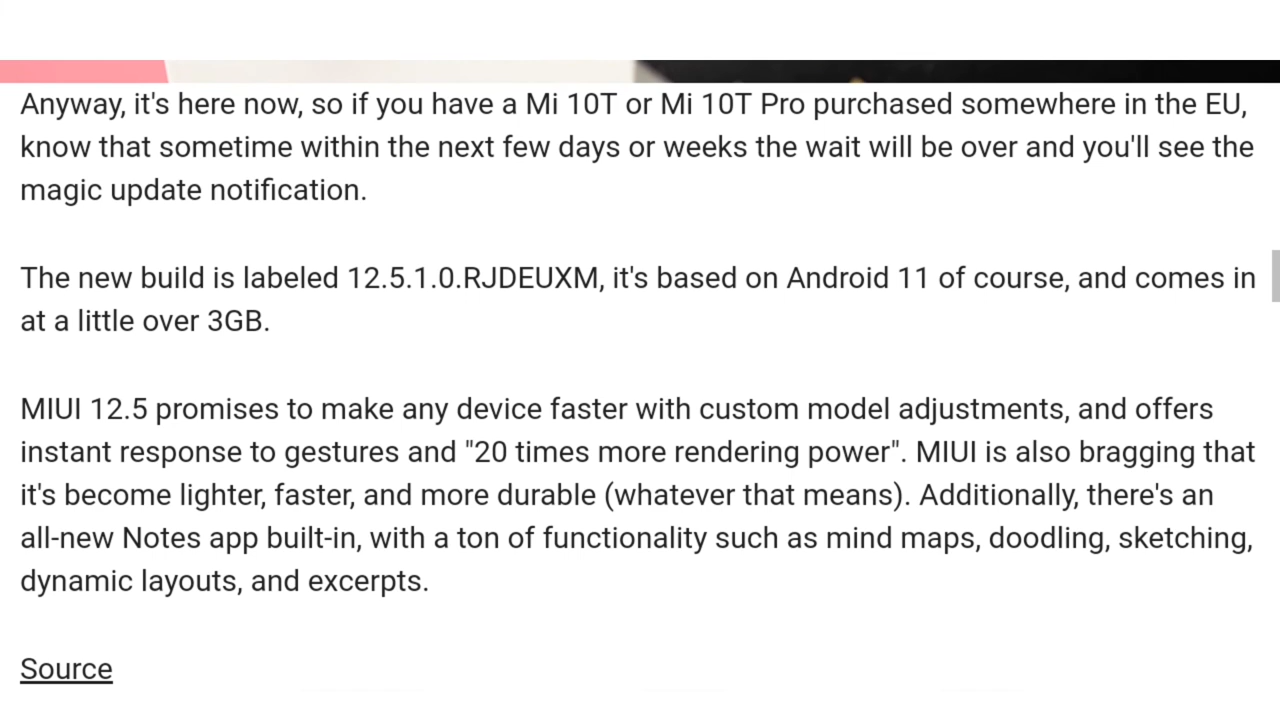 Anyway, it's here now, so if you have a Mi 10T or Mi 10T Pro purchased somewhere in the EU,
know that sometime within the next few days or weeks the wait will be over and you'll see the
magic update notification.
The new build is labeled 12.5.1.0.RJDEUXM, it's based on Android 11 of course, and comes in
at a little over 3GB.
MIUI 12.5 promises to make any device faster with custom model adjustments, and offers
instant response to gestures and "20 times more rendering power". MIUI is also bragging that
it's become lighter, faster, and more durable (whatever that means). Additionally, there's an
all-new Notes app built-in, with a ton of functionality such as mind maps, doodling, sketching,
dynamic layouts, and excerpts.
Source